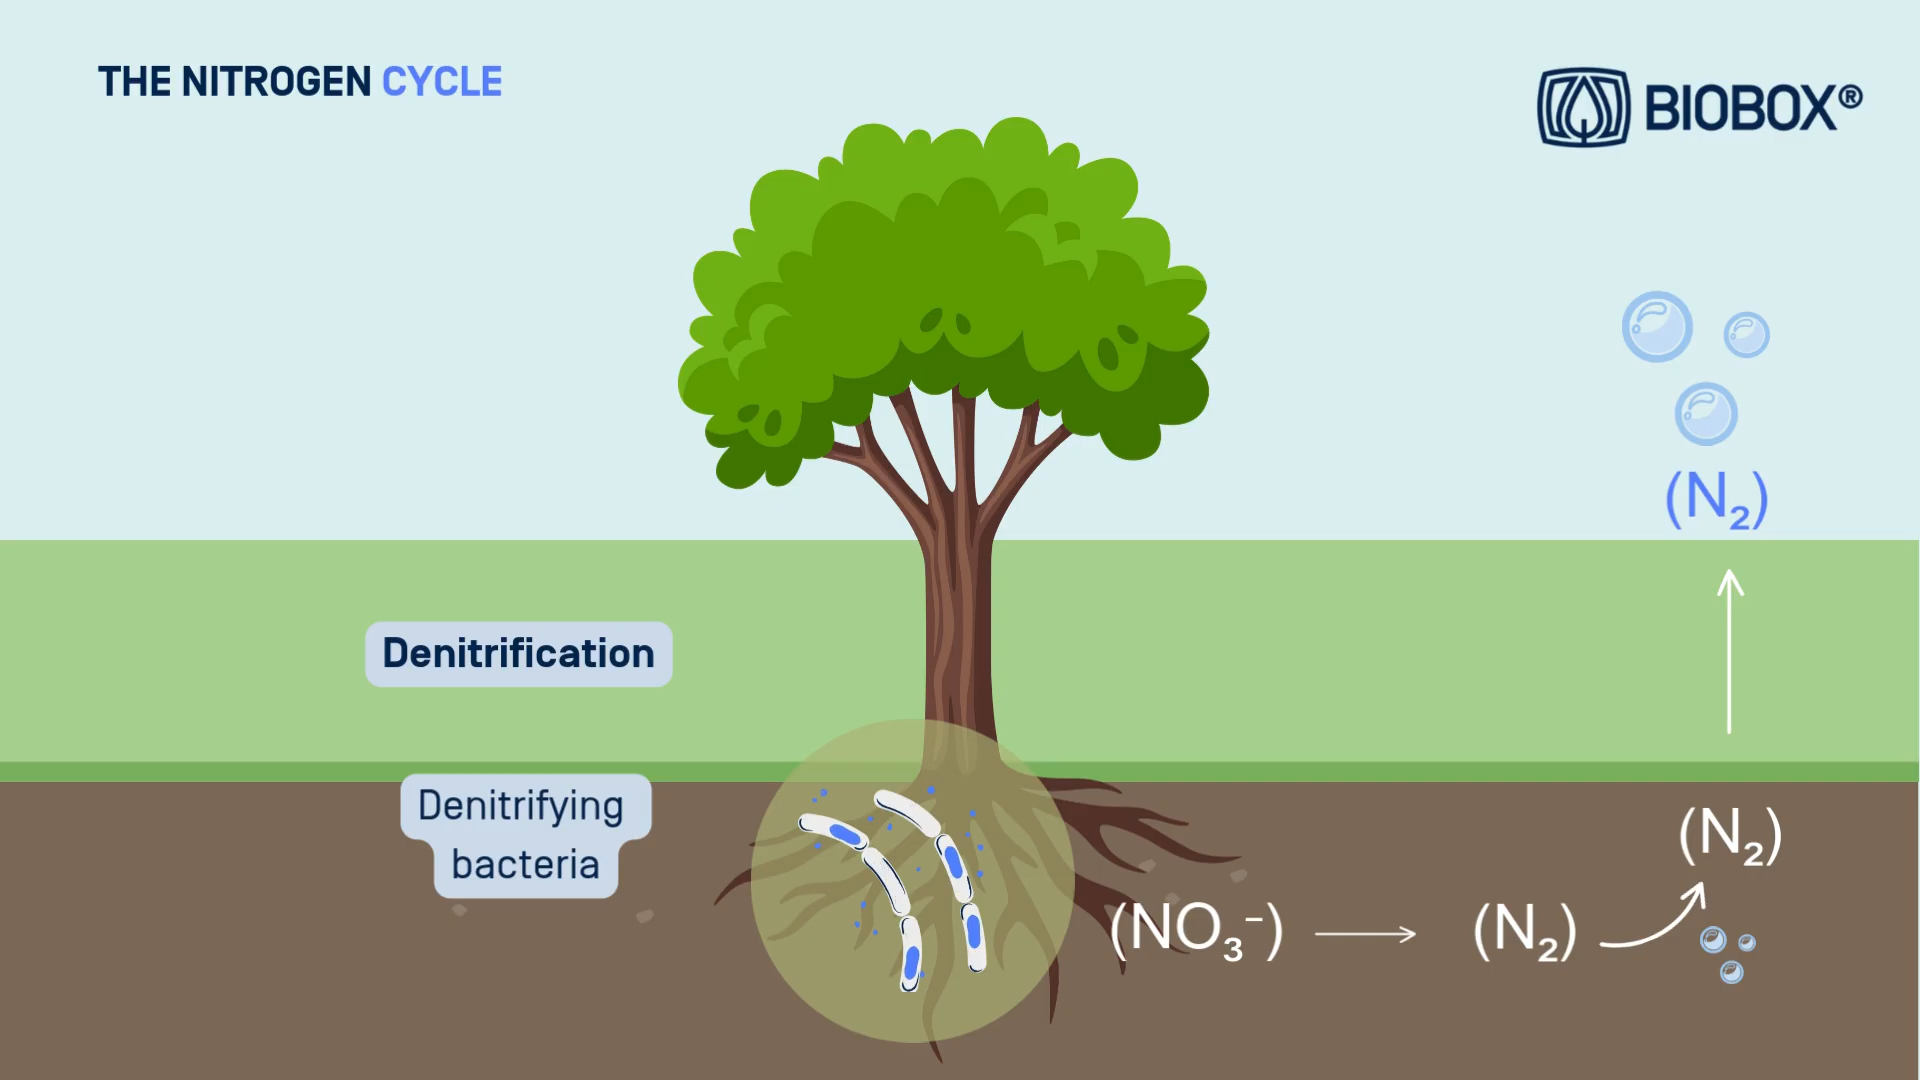 THE NITROGEN CYCLE
BIOBOX®
(N₂)
Denitrification
Denitrifying
bacteria
(N₂)
(NO₃⁻)
(N₂)